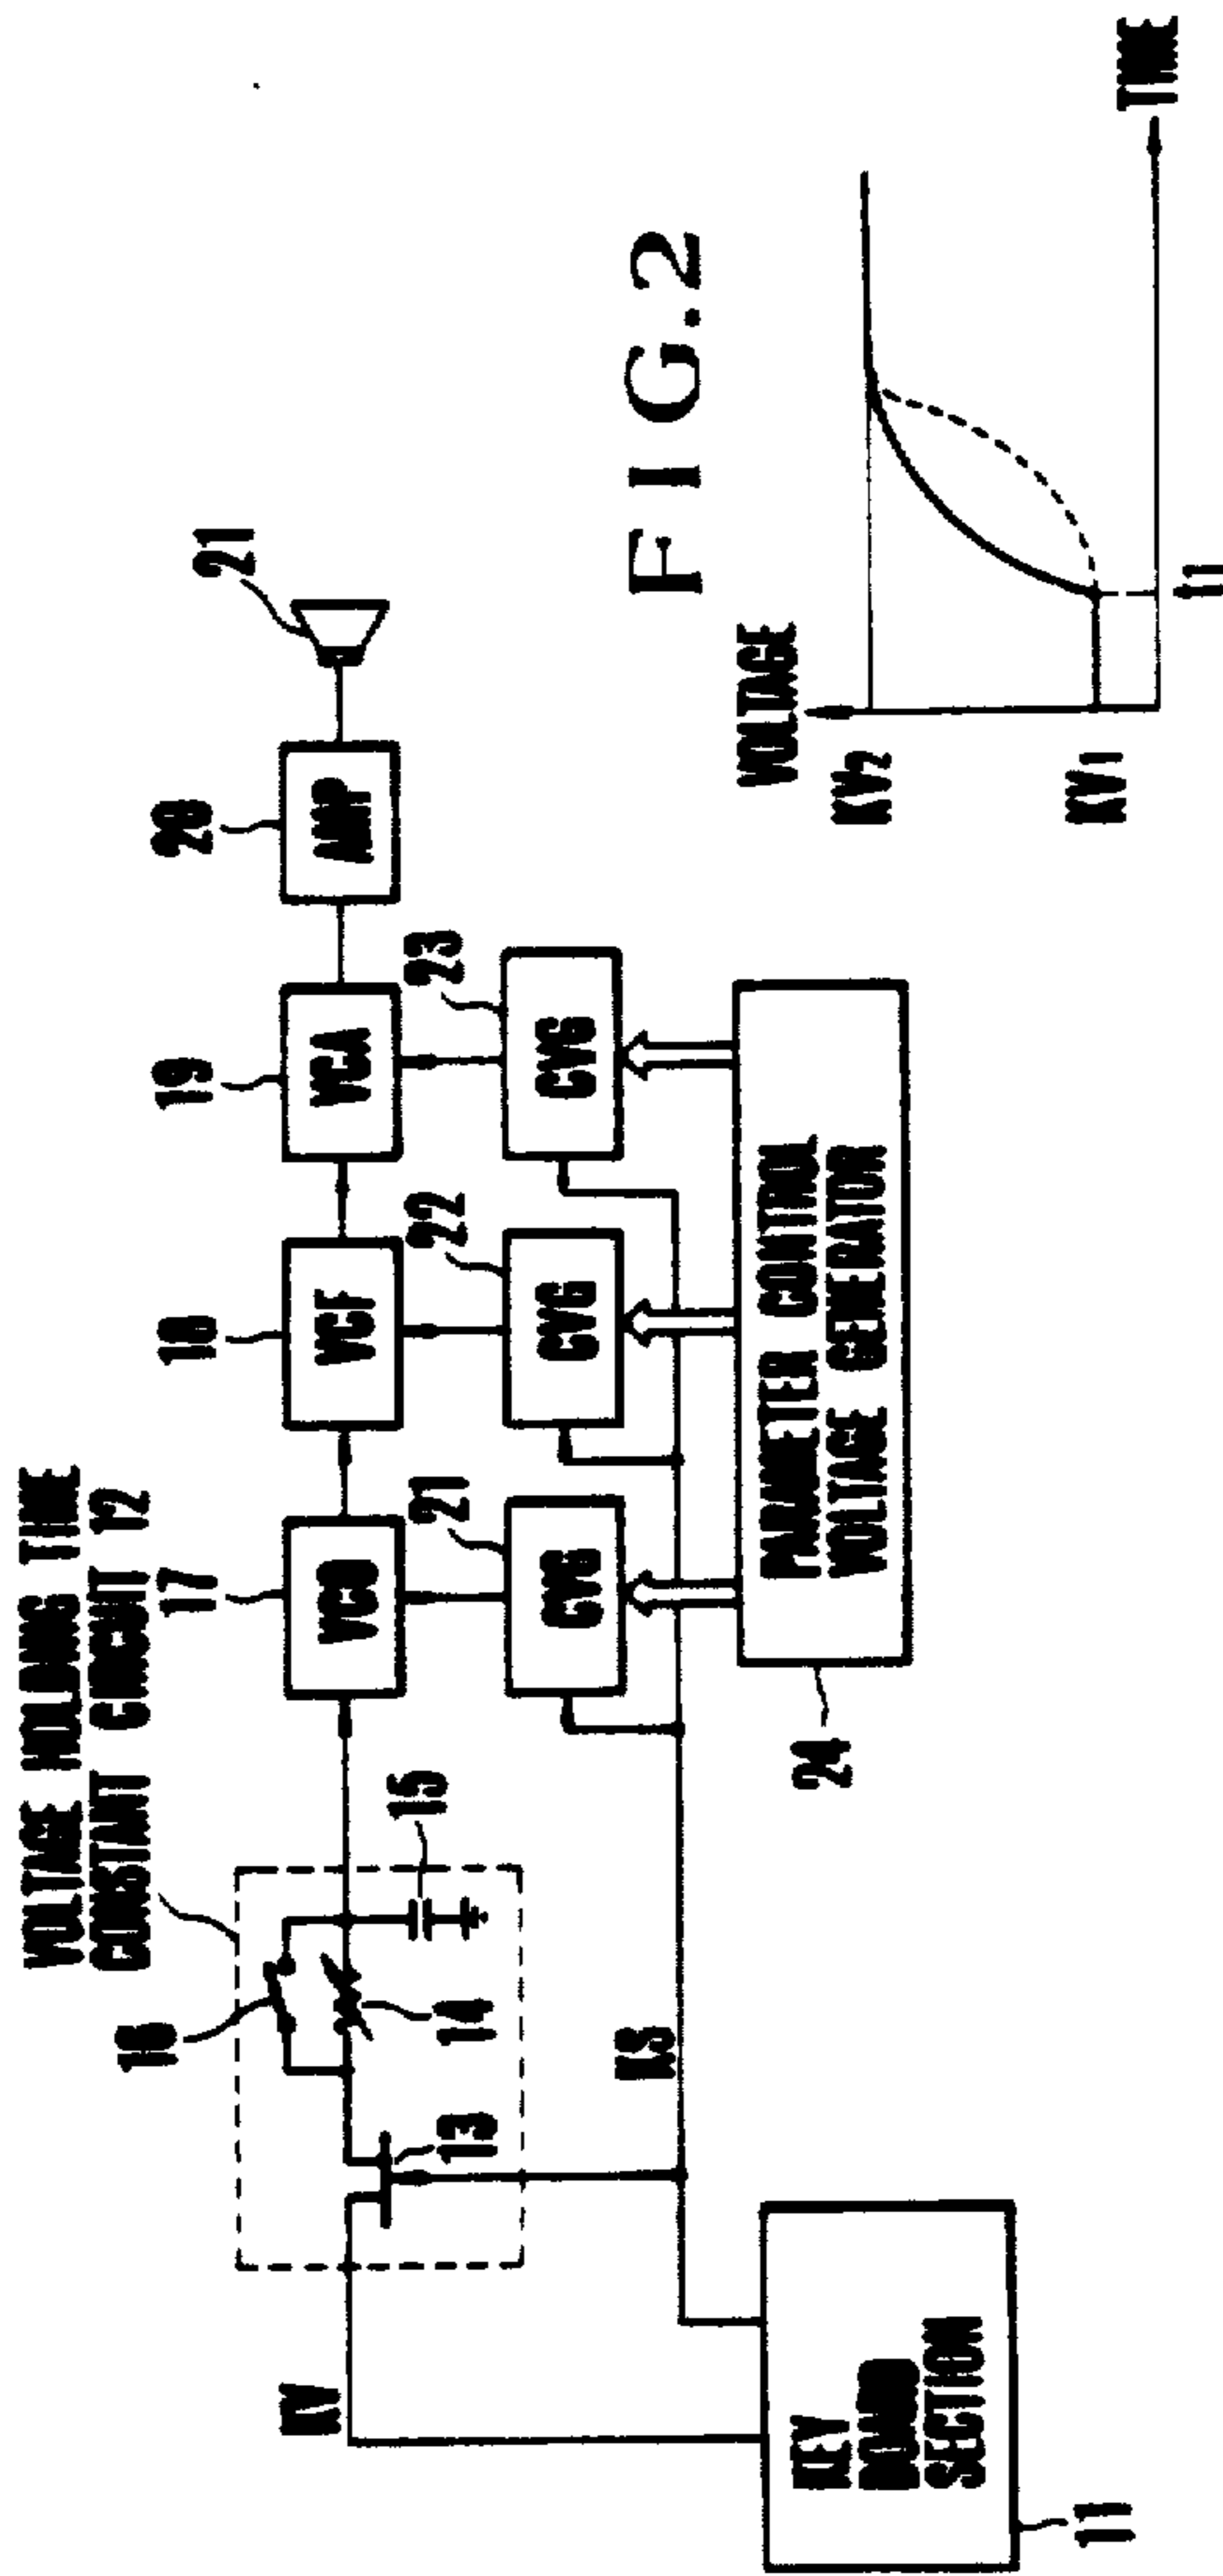 VOLTAGE HOLDING TIME
CONSTANT CIRCUIT 12
16
17
18
19
20
21
KV
13
14
15
VCO
VCF
VCA
AMP
21
22
23
CVG
CVG
CVG
KS
KEY
BOARD
SECTION
11
PARAMETER CONTROL
VOLTAGE GENERATOR
24
FIG.2
VOLTAGE
KV2
KV1
t1
TIME